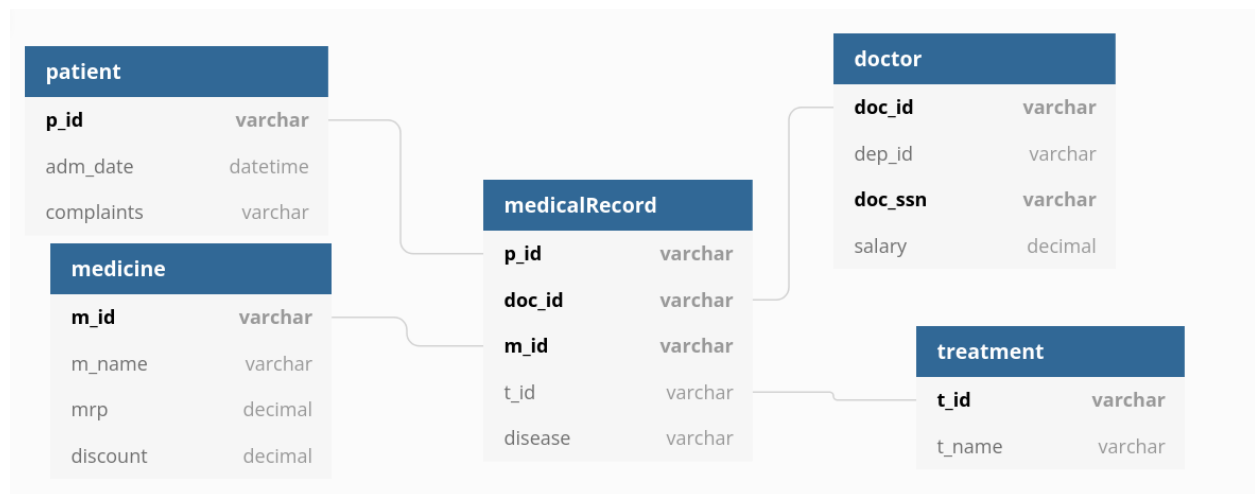 patient
p_id varchar
adm_date datetime
complaints varchar
medicine
m_id varchar
m_name varchar
mrp decimal
discount decimal
medicalRecord
p_id varchar
doc_id varchar
m_id varchar
t_id varchar
disease varchar
doctor
doc_id varchar
dep_id varchar
doc_ssn varchar
salary decimal
treatment
t_id varchar
t_name varchar